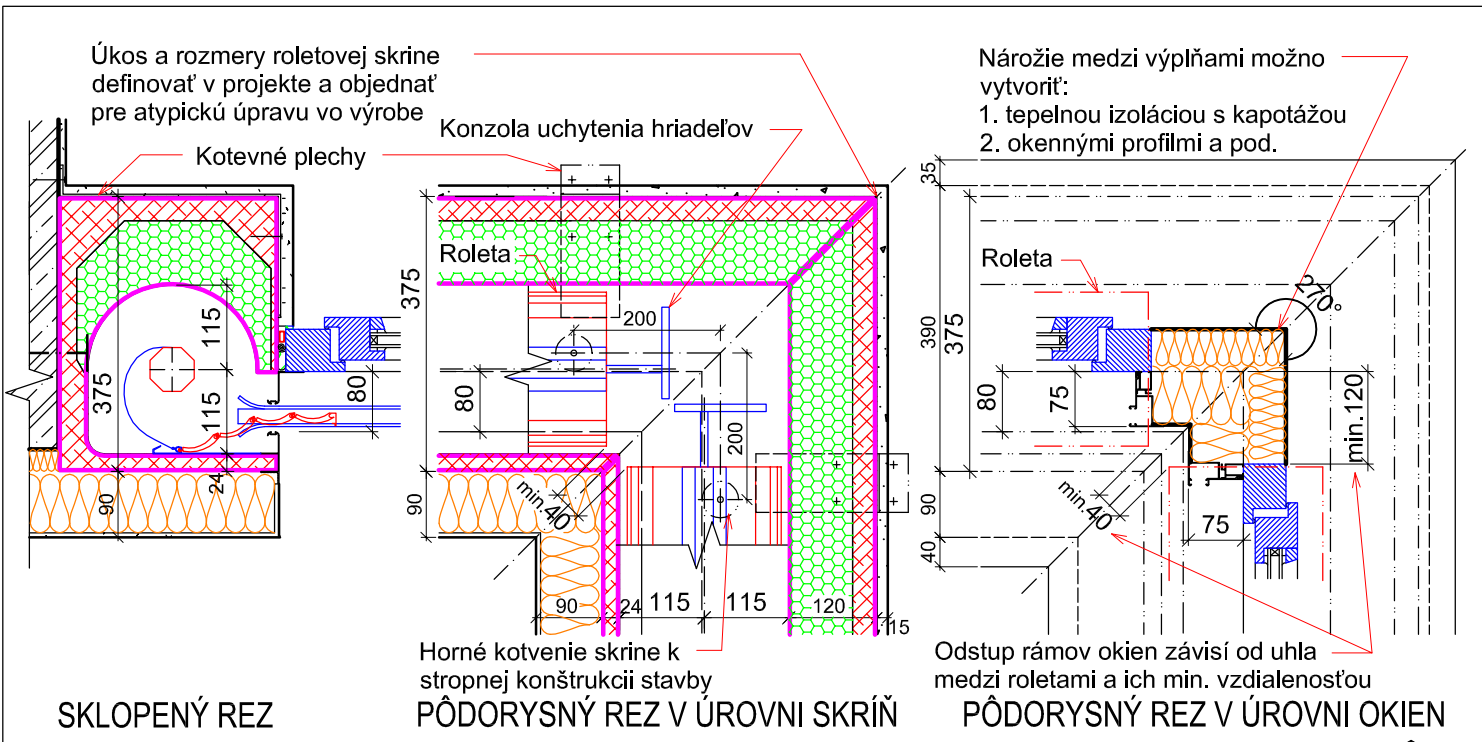 Úkos a rozmery roletovej skrine
definovať v projekte a objednať
pre atypickú úpravu vo výrobe
Kotevné plechy
115
375
115
80
24
90
SKLOPENÝ REZ
Konzola uchytenia hriadeľov
Roleta
375
200
80
200
90
min.40
90
24
115
115
120
15
Horné kotvenie skrine k
stropnej konštrukcii stavby
PÔDORYSNÝ REZ V ÚROVNI SKRÍŇ
Nárožie medzi výplňami možno
vytvoriť:
1. tepelnou izoláciou s kapotážou
2. okennými profilmi a pod.
35
Roleta
270°
390
375
80
75
min.120
min.40
90
75
40
Odstup rámov okien závisí od uhla
medzi roletami a ich min. vzdialenosťou
PÔDORYSNÝ REZ V ÚROVNI OKIEN